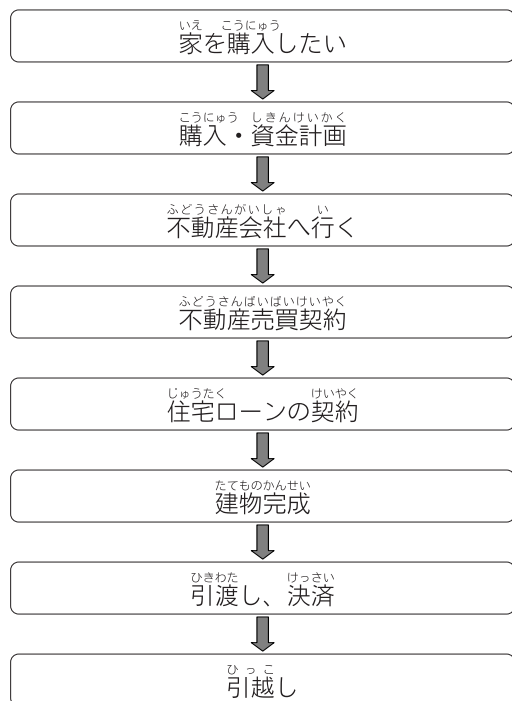 いえ こうにゅう
家を購入したい
こうにゅう しきんけいかく
購入・資金計画
ふどうさんがいしゃ い
不動産会社へ行く
ふどうさんばいばいけいやく
不動産売買契約
じゅうたく けいやく
住宅ローンの契約
たてものかんせい
建物完成
ひきわた けっさい
引渡し、決済
ひっこ
引越し